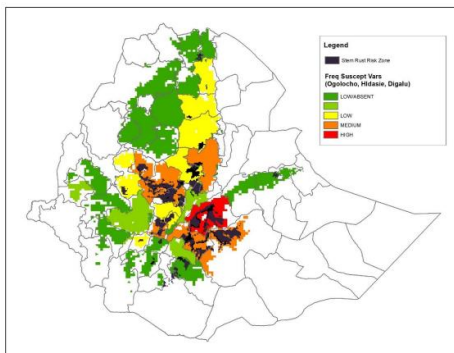 Legend
Stem Rust Risk Zone
Freq Suscept Vars
(Ogolocho, Hidasie, Digalu)
LOW/ABSENT
LOW
MEDIUM
HIGH